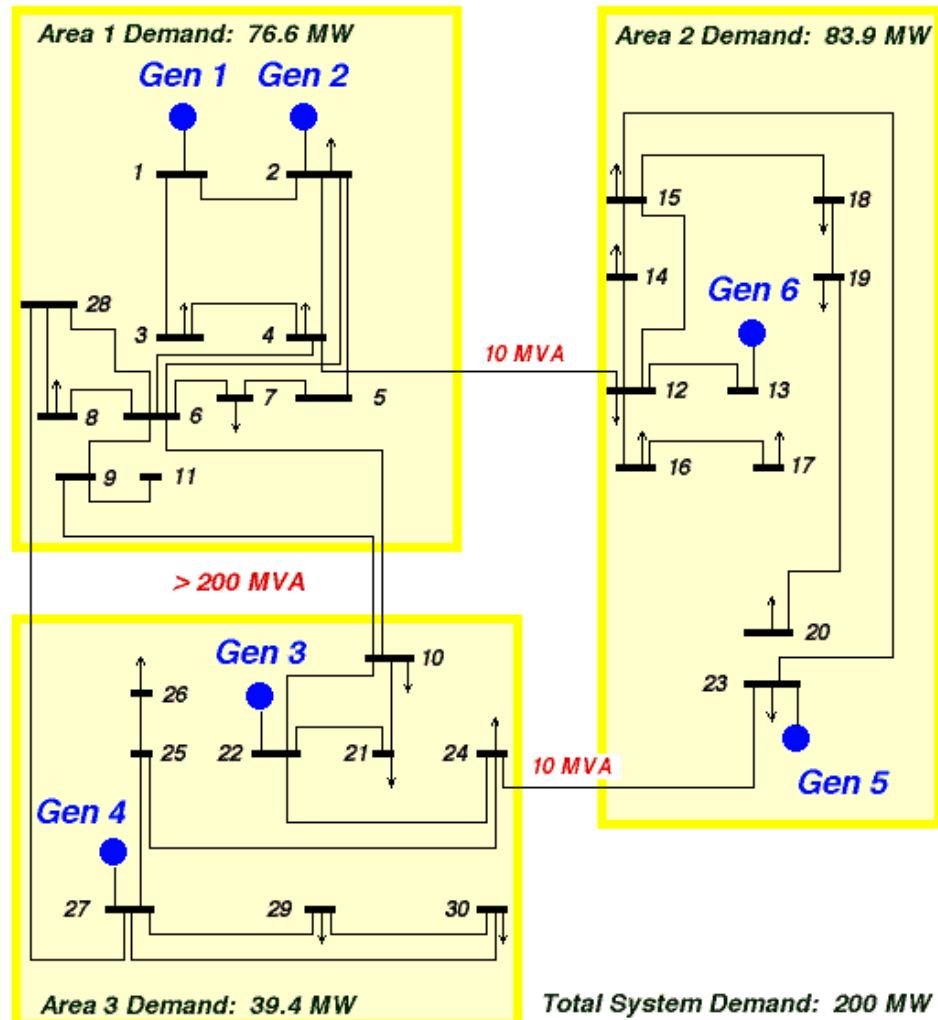 Area 1 Demand: 76.6 MW
Gen 1
Gen 2
1
2
28
3
4
8
6
7
5
9
11
10 MVA
> 200 MVA
Area 2 Demand: 83.9 MW
15
18
14
19
Gen 6
12
13
16
17
20
23
Gen 5
Gen 3
10
26
25
22
21
24
10 MVA
Gen 4
27
29
30
Area 3 Demand: 39.4 MW
Total System Demand: 200 MW